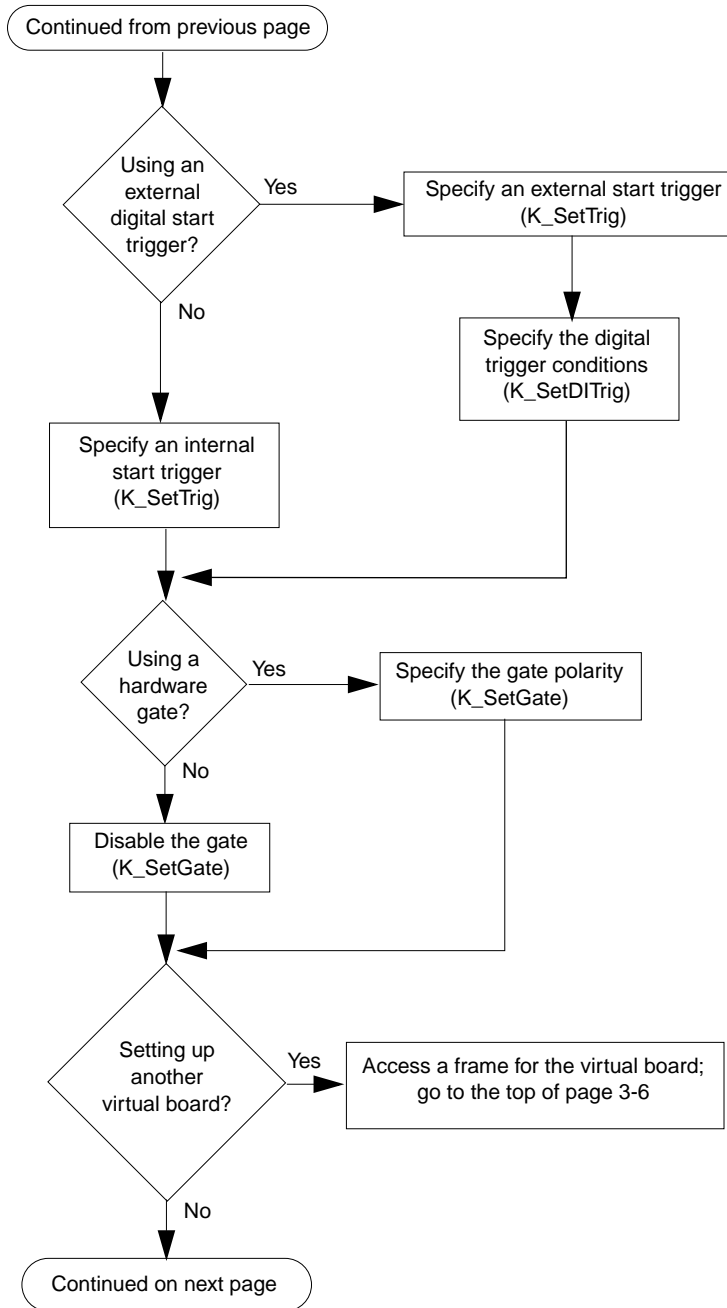 Continued from previous page
Using an
external
digital start
trigger?
Yes
Specify an external start trigger
(K_SetTrig)
No
Specify the digital
trigger conditions
(K_SetDITrig)
Specify an internal
start trigger
(K_SetTrig)
Using a
hardware
gate?
Yes
Specify the gate polarity
(K_SetGate)
No
Disable the gate
(K_SetGate)
Setting up
another
virtual board?
Yes
Access a frame for the virtual board;
go to the top of page 3-6
No
Continued on next page